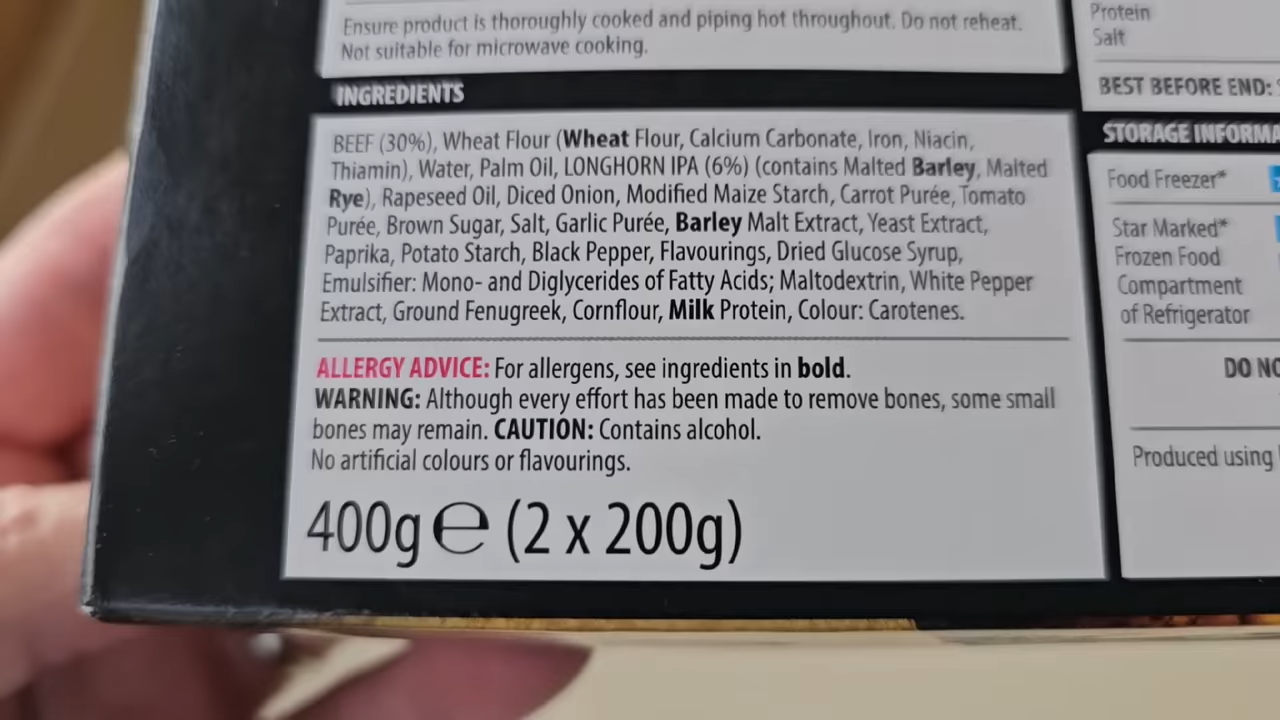 Ensure product is thoroughly cooked and piping hot throughout. Do not reheat.
Not suitable for microwave cooking.
INGREDIENTS
BEEF (30%), Wheat Flour (Wheat Flour, Calcium Carbonate, Iron, Niacin,
Thiamin), Water, Palm Oil, LONGHORN IPA (6%) (contains Malted Barley, Malted
Rye), Rapeseed Oil, Diced Onion, Modified Maize Starch, Carrot Purée, Tomato
Purée, Brown Sugar, Salt, Garlic Purée, Barley Malt Extract, Yeast Extract,
Paprika, Potato Starch, Black Pepper, Flavourings, Dried Glucose Syrup,
Emulsifier: Mono- and Diglycerides of Fatty Acids; Maltodextrin, White Pepper
Extract, Ground Fenugreek, Cornflour, Milk Protein, Colour: Carotenes.
ALLERGY ADVICE: For allergens, see ingredients in bold.
WARNING: Although every effort has been made to remove bones, some small
bones may remain. CAUTION: Contains alcohol.
No artificial colours or flavourings.
400g e (2 x 200g)
Protein
Salt
BEST BEFORE END:
STORAGE INFORMA
Food Freezer*
Star Marked*
Frozen Food
Compartment
of Refrigerator
DO NO
Produced using